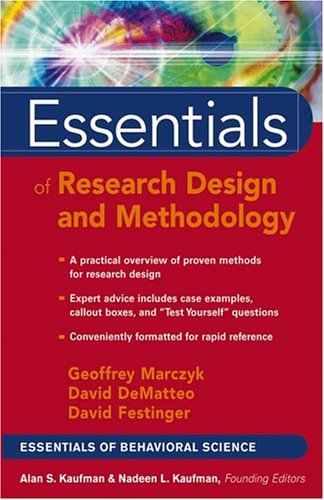 Essentials
of Research Design
and Methodology
▪ A practical overview of proven methods
for research design
▪ Expert advice includes case examples,
callout boxes, and “Test Yourself” questions
▪ Conveniently formatted for rapid reference
Geoffrey Marczyk
David DeMatteo
David Festinger
ESSENTIALS OF BEHAVIORAL SCIENCE
Alan S. Kaufman & Nadeen L. Kaufman, Founding Editors